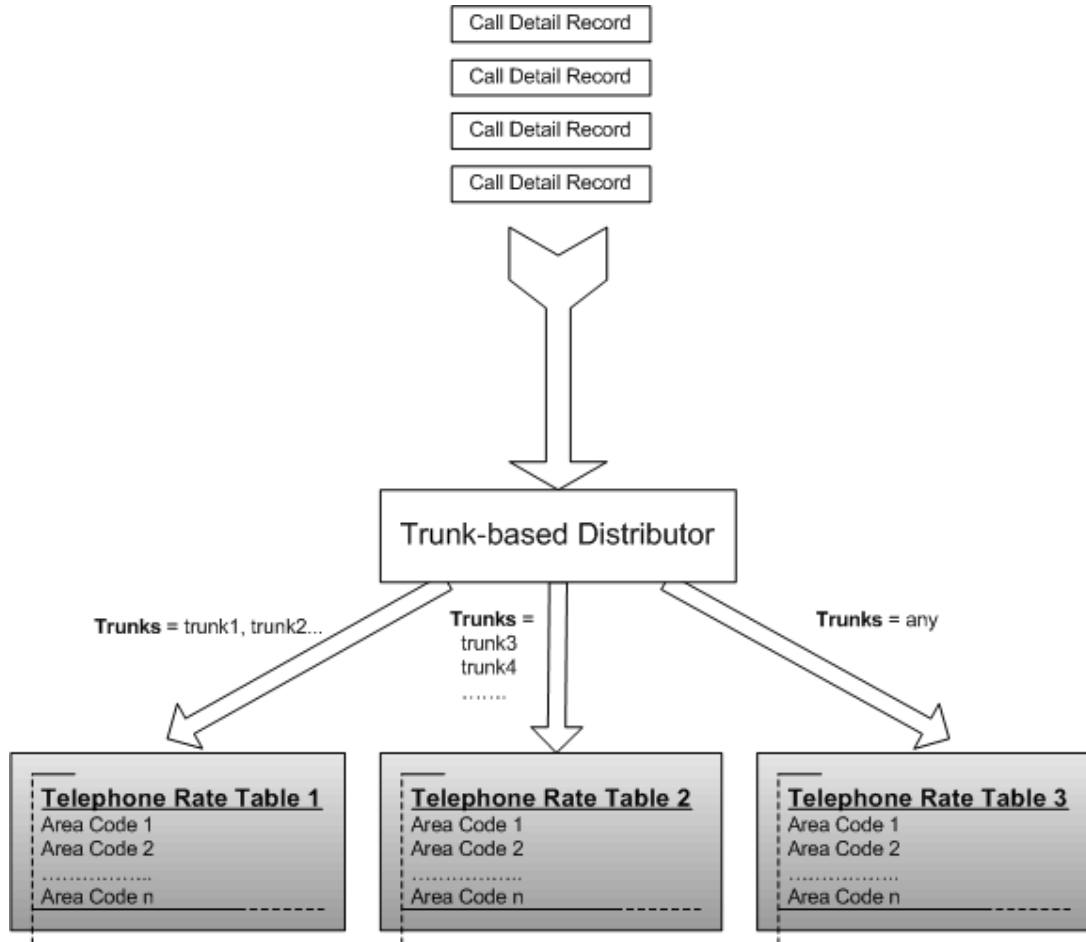 Call Detail Record
Call Detail Record
Call Detail Record
Call Detail Record
Trunk-based Distributor
Trunks = trunk1, trunk2...
Trunks =
trunk3
trunk4
.......
Trunks = any
Telephone Rate Table 1
Area Code 1
Area Code 2
...................
Area Code n
Telephone Rate Table 2
Area Code 1
Area Code 2
...................
Area Code n
Telephone Rate Table 3
Area Code 1
Area Code 2
...................
Area Code n